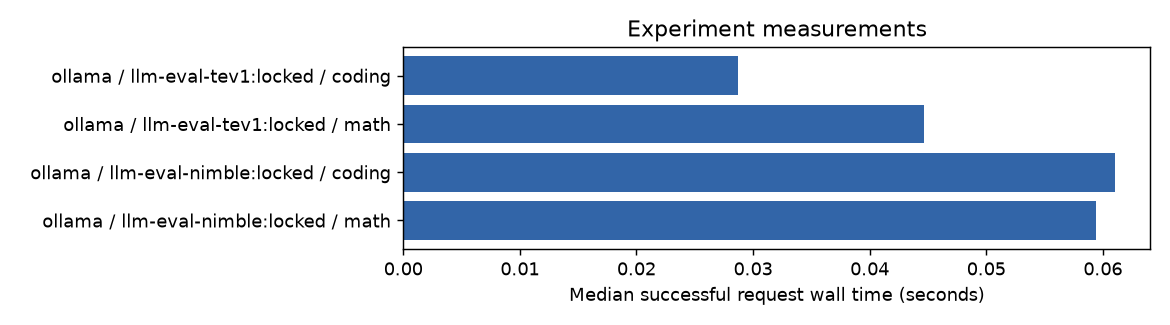 Experiment measurements
ollama / llm-eval-tev1:locked / coding
ollama / llm-eval-tev1:locked / math
ollama / llm-eval-nimble:locked / coding
ollama / llm-eval-nimble:locked / math
0.00 0.01 0.02 0.03 0.04 0.05 0.06
Median successful request wall time (seconds)